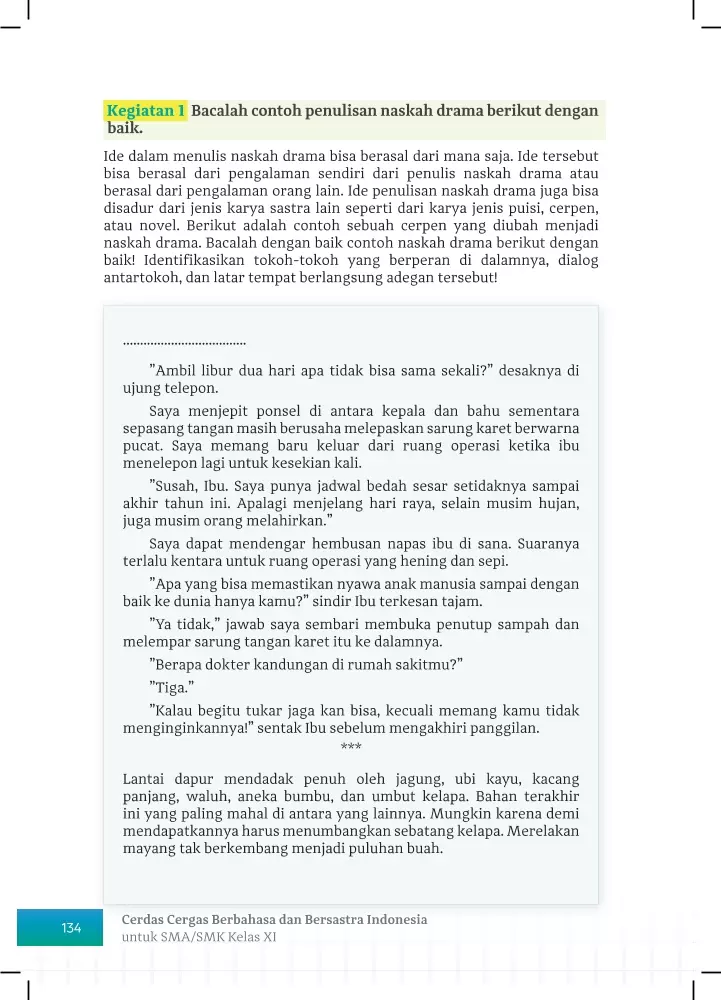 Kegiatan 1 Bacalah contoh penulisan naskah drama berikut dengan
baik.
Ide dalam menulis naskah drama bisa berasal dari mana saja. Ide tersebut
bisa berasal dari pengalaman sendiri dari penulis naskah drama atau
berasal dari pengalaman orang lain. Ide penulisan naskah drama juga bisa
disadur dari jenis karya sastra lain seperti dari karya jenis puisi, cerpen,
atau novel. Berikut adalah contoh sebuah cerpen yang diubah menjadi
naskah drama. Bacalah dengan baik contoh naskah drama berikut dengan
baik! Identifikasikan tokoh-tokoh yang berperan di dalamnya, dialog
antartokoh, dan latar tempat berlangsung adegan tersebut!
....................................
”Ambil libur dua hari apa tidak bisa sama sekali?” desaknya di
ujung telepon.
Saya menjepit ponsel di antara kepala dan bahu sementara
sepasang tangan masih berusaha melepaskan sarung karet berwarna
pucat. Saya memang baru keluar dari ruang operasi ketika ibu
menelepon lagi untuk kesekian kali.
”Susah, Ibu. Saya punya jadwal bedah sesar setidaknya sampai
akhir tahun ini. Apalagi menjelang hari raya, selain musim hujan,
juga musim orang melahirkan.”
Saya dapat mendengar hembusan napas ibu di sana. Suaranya
terlalu kentara untuk ruang operasi yang hening dan sepi.
”Apa yang bisa memastikan nyawa anak manusia sampai dengan
baik ke dunia hanya kamu?” sindir Ibu terkesan tajam.
”Ya tidak,” jawab saya sembari membuka penutup sampah dan
melempar sarung tangan karet itu ke dalamnya.
”Berapa dokter kandungan di rumah sakitmu?”
”Tiga.”
”Kalau begitu tukar jaga kan bisa, kecuali memang kamu tidak
menginginkannya!” sentak Ibu sebelum mengakhiri panggilan.
***
Lantai dapur mendadak penuh oleh jagung, ubi kayu, kacang
panjang, waluh, aneka bumbu, dan umbut kelapa. Bahan terakhir
ini yang paling mahal di antara yang lainnya. Mungkin karena demi
mendapatkannya harus menumbangkan sebatang kelapa. Merelakan
mayang tak berkembang menjadi puluhan buah.
134
Cerdas Cergas Berbahasa dan Bersastra Indonesia
untuk SMA/SMK Kelas XI